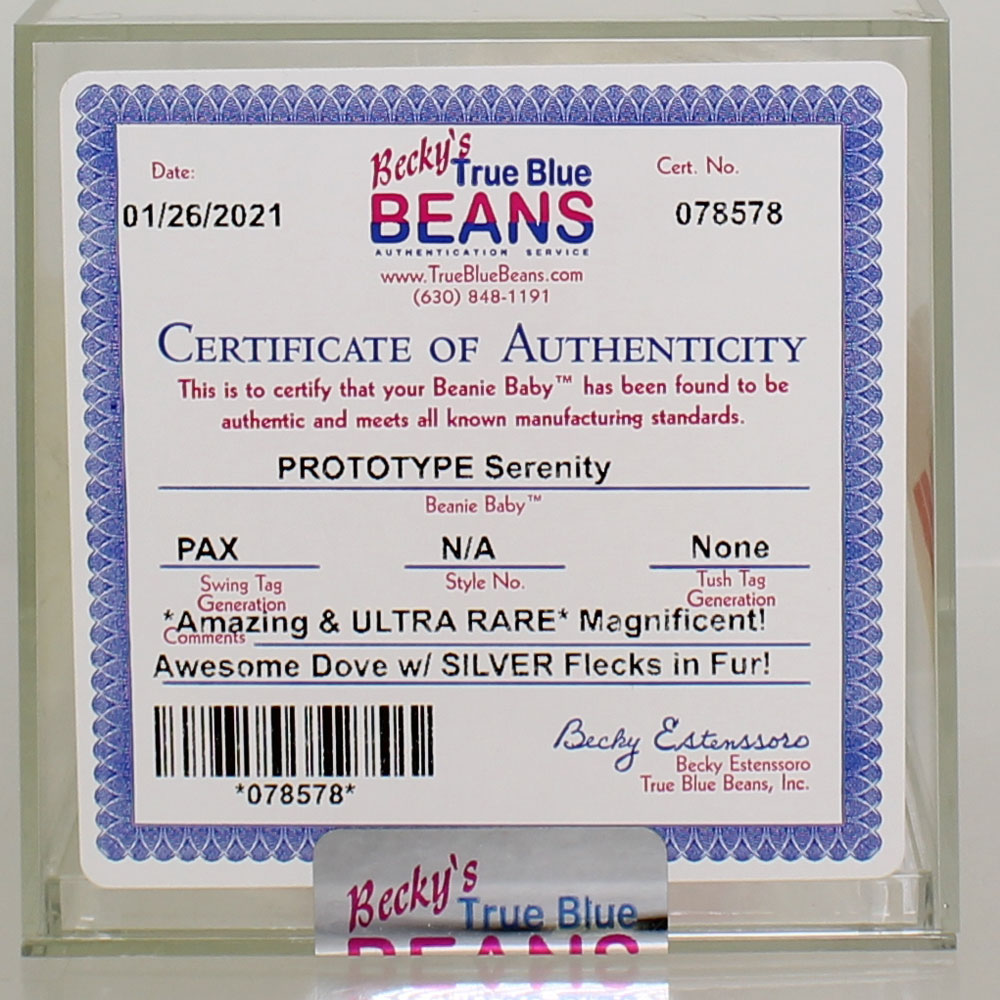 Becky's
True Blue
BEANS
AUTHENTICATION SERVICE
www.TrueBlueBeans.com
(630) 848-1191
Date:
01/26/2021
Cert. No.
078578
CERTIFICATE OF AUTHENTICITY
This is to certify that your Beanie Baby™ has been found to be
authentic and meets all known manufacturing standards.
PROTOTYPE Serenity
Beanie Baby™
PAX
Swing Tag
Generation
N/A
Style No.
None
Tush Tag
Generation
*Amazing & ULTRA RARE* Magnificent!
Comments
Awesome Dove w/ SILVER Flecks in Fur!
*078578*
Becky Estenssoro
Becky Estenssoro
True Blue Beans, Inc.
Becky's
True Blue
BEANS